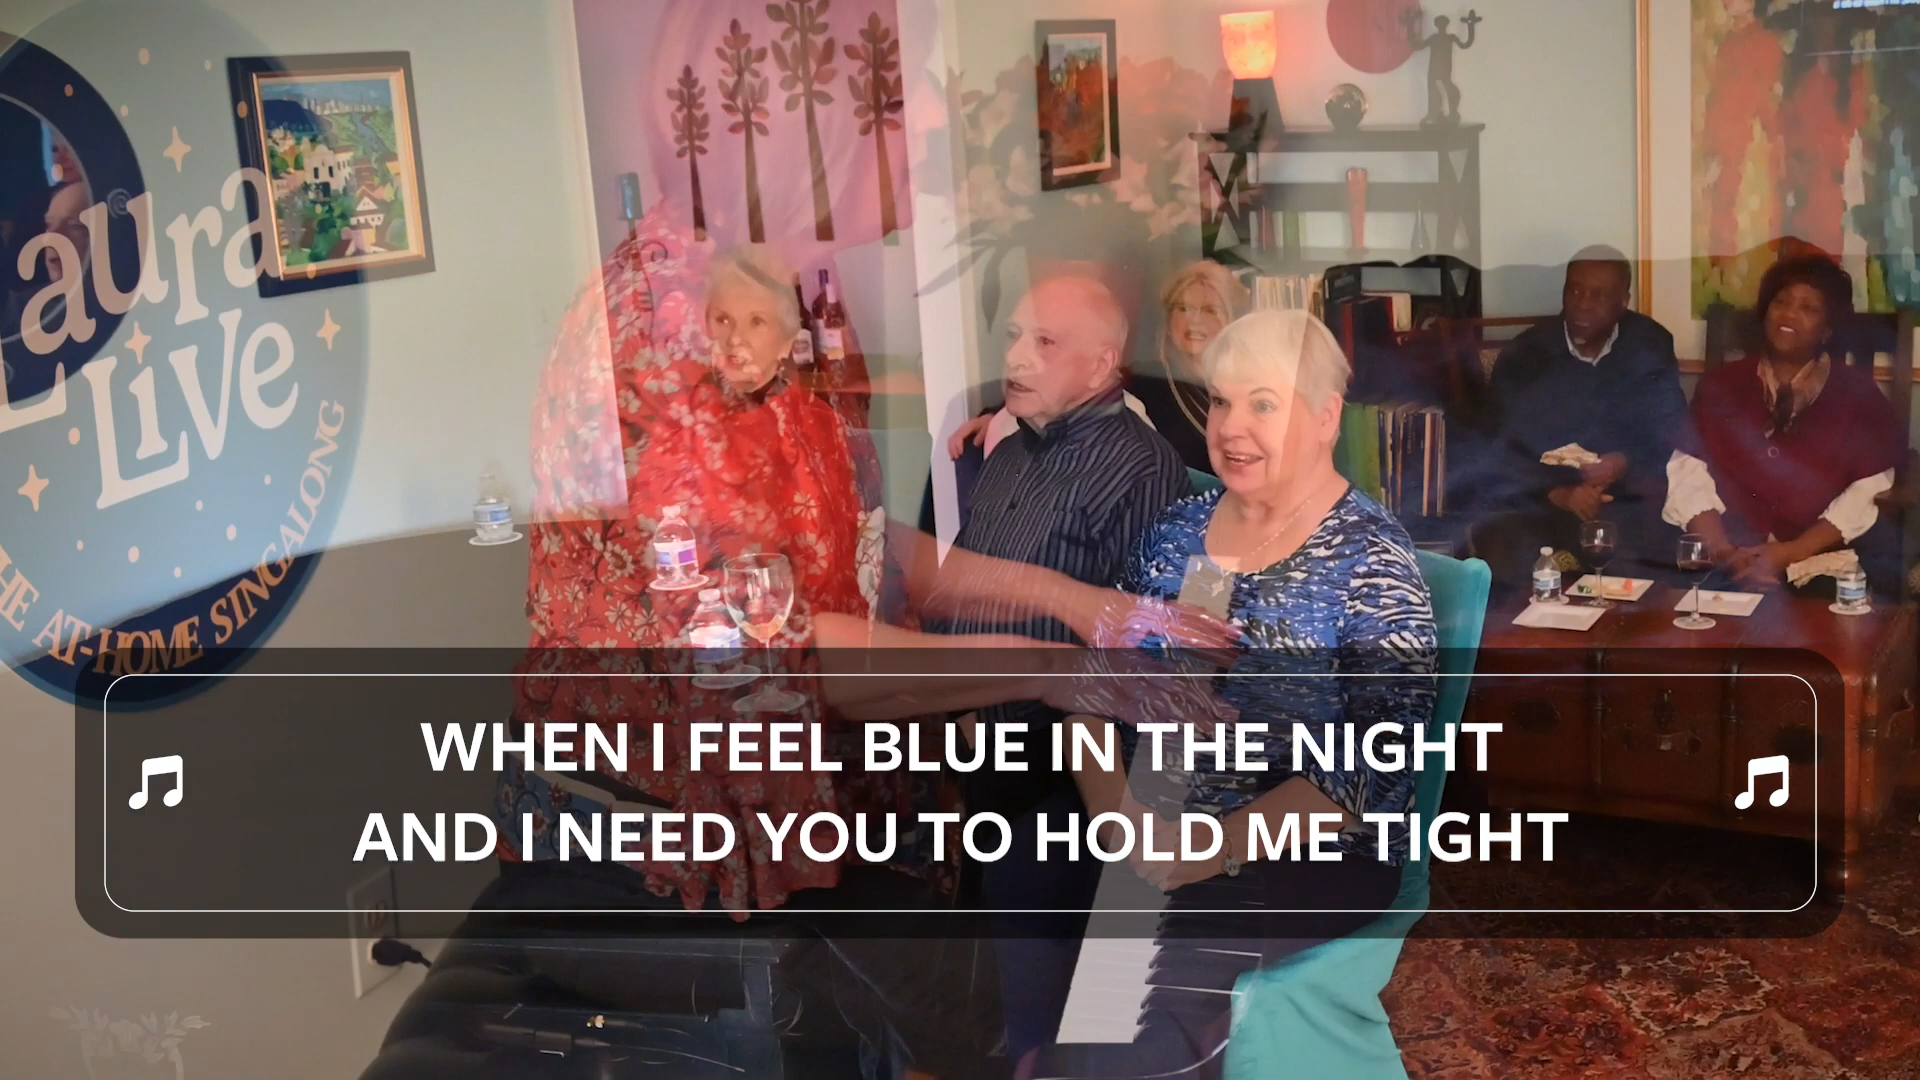 Laura
Live
THE AT-HOME SINGALONG
WHEN I FEEL BLUE IN THE NIGHT
AND I NEED YOU TO HOLD ME TIGHT